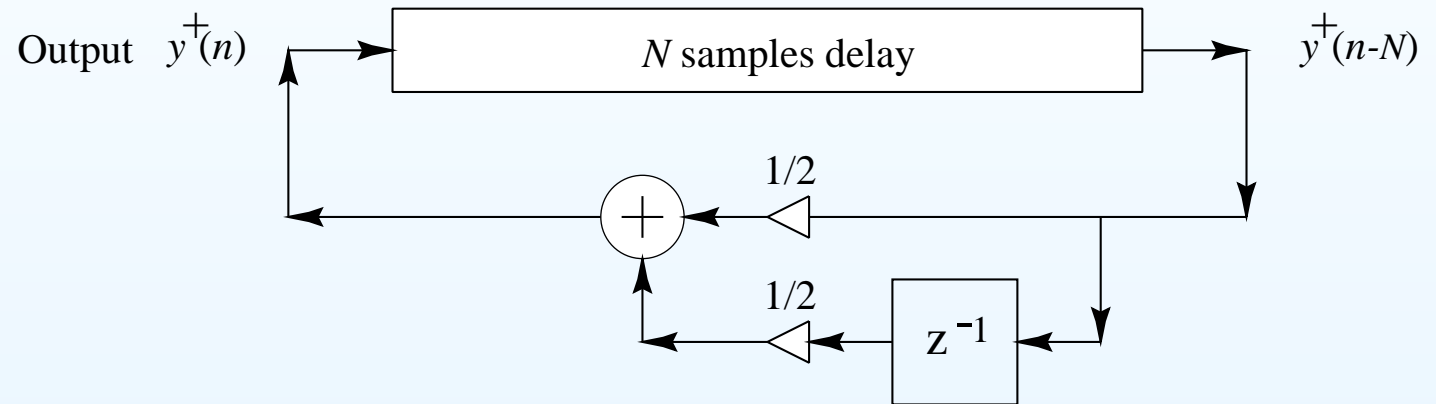 Output y⁺(n)
N samples delay
y⁺(n-N)
1/2
+
1/2
z⁻¹